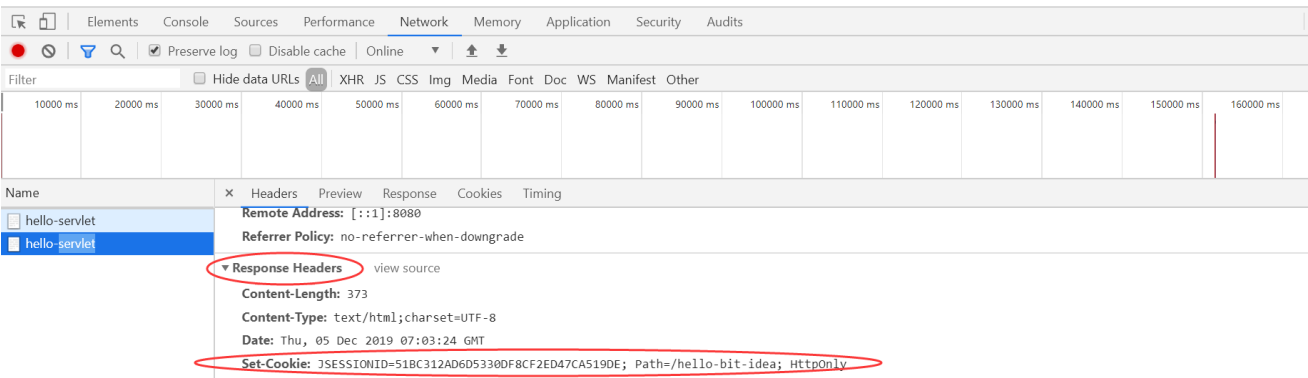 Elements Console Sources Performance Network Memory Application Security Audits
Preserve log Disable cache Online
Filter Hide data URLs All XHR JS CSS Img Media Font Doc WS Manifest Other
10000 ms 20000 ms 30000 ms 40000 ms 50000 ms 60000 ms 70000 ms 80000 ms 90000 ms 100000 ms 110000 ms 120000 ms 130000 ms 140000 ms 150000 ms 160000 ms
Name × Headers Preview Response Cookies Timing
hello-servlet
hello-servlet
Remote Address: [::1]:8080
Referrer Policy: no-referrer-when-downgrade
Response Headers view source
Content-Length: 373
Content-Type: text/html;charset=UTF-8
Date: Thu, 05 Dec 2019 07:03:24 GMT
Set-Cookie: JSESSIONID=51BC312AD6D5330DF8CF2ED47CA519DE; Path=/hello-bit-idea; HttpOnly